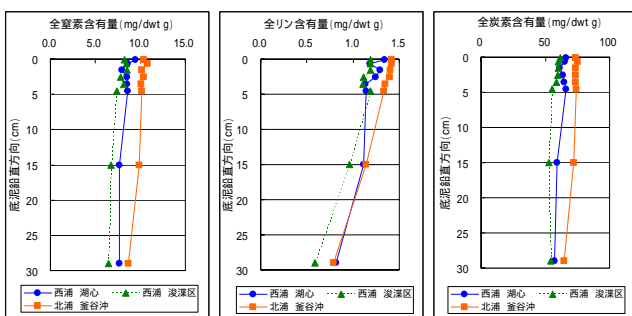 全窒素含有量(mg/dwt g)
0.0 5.0 10.0 15.0
底泥鉛直方向(cm)
0
5
10
15
20
25
30
西浦 湖心 西浦 浚渫区
北浦 釜谷沖
全リン含有量(mg/dwt g)
0.0 0.5 1.0 1.5
底泥鉛直方向(cm)
0
5
10
15
20
25
30
西浦 湖心 西浦 浚渫区
北浦 釜谷沖
全炭素含有量(mg/dwt g)
0 50 100
底泥鉛直方向(cm)
0
5
10
15
20
25
30
西浦 湖心 西浦 浚渫区
北浦 釜谷沖